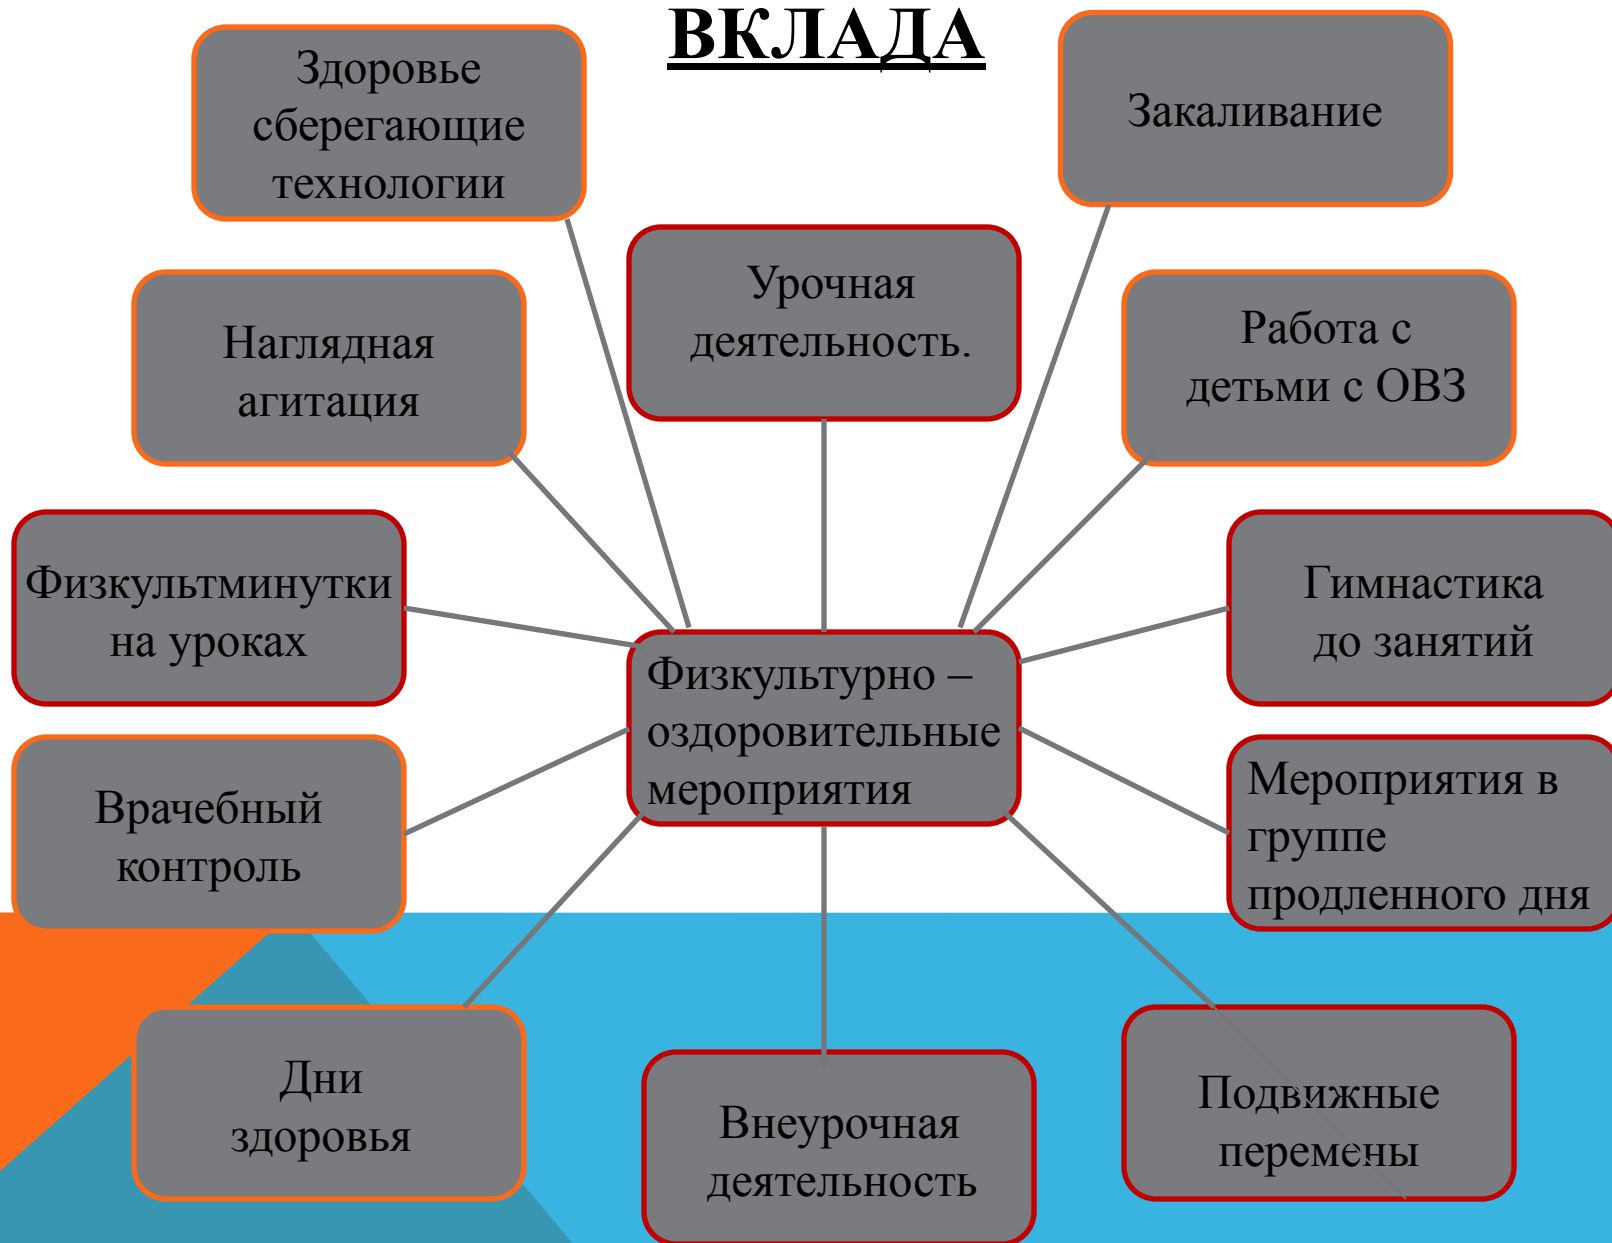 ВКЛАДА
Здоровье
сберегающие
технологии
Закаливание
Урочная
деятельность.
Наглядная
агитация
Работа с
детьми с ОВЗ
Физкультминутки
на уроках
Гимнастика
до занятий
Физкультурно –
оздоровительные
мероприятия
Врачебный
контроль
Мероприятия в
группе
продленного дня
Дни
здоровья
Внеурочная
деятельность
Подвижные
перемены